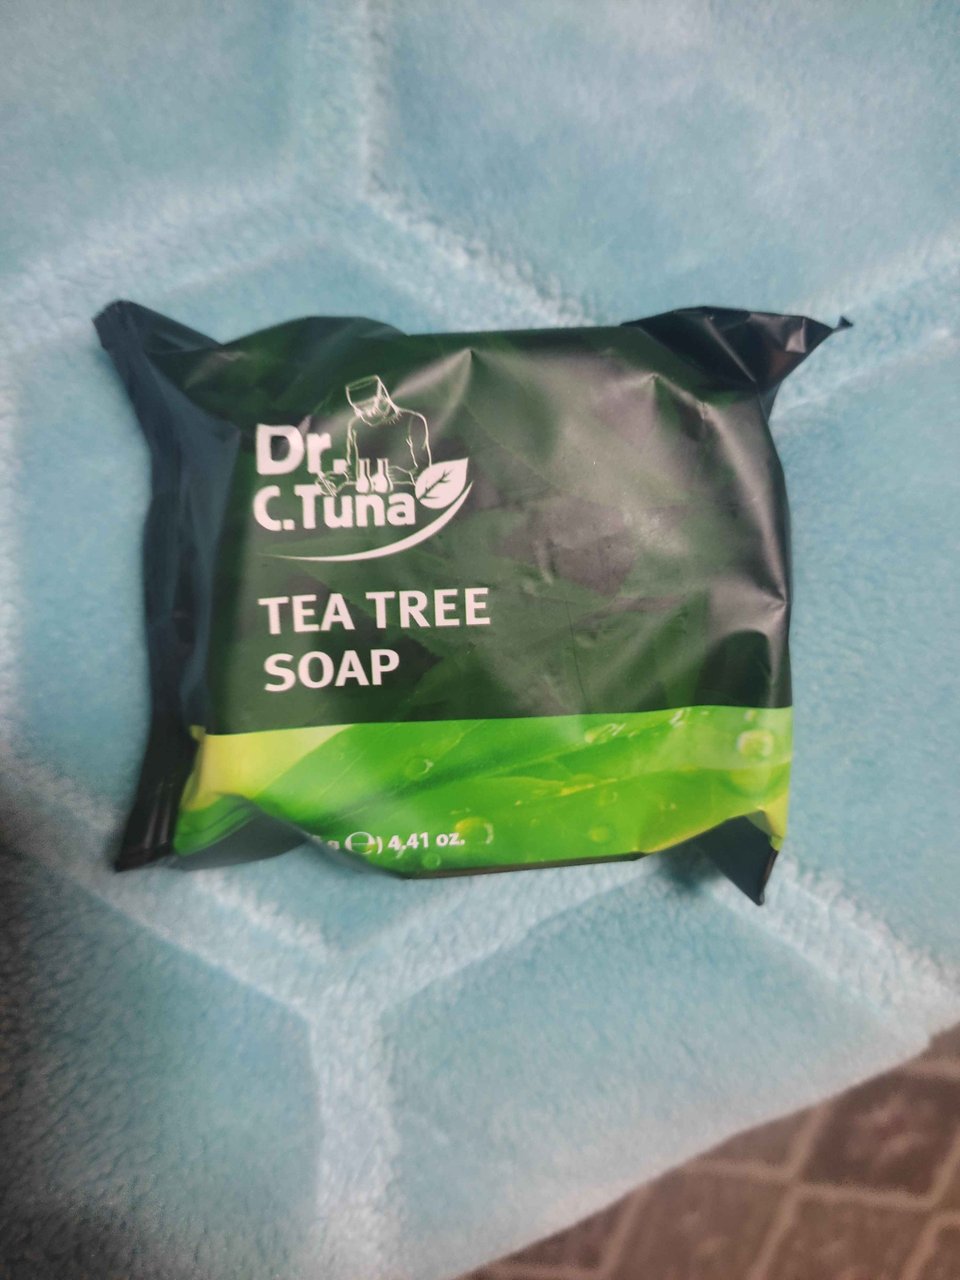 Dr.
C.Tuna
TEA TREE
SOAP
g ℮) 4,41 oz.